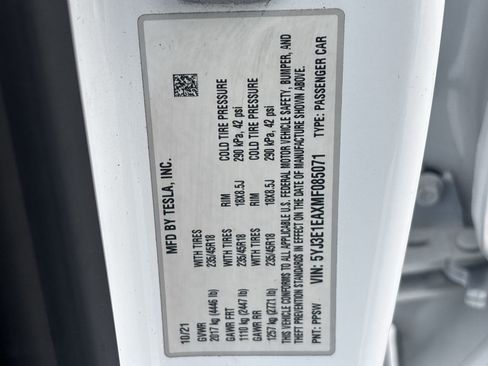 MFD BY TESLA, INC.
10/21
GVWR WITH TIRES RIM COLD TIRE PRESSURE
2017 kg (4446 lb) 235/45R18 18X8.5J 290 kPa, 42 psi
GAWR FRT WITH TIRES RIM COLD TIRE PRESSURE
1110 kg (2447 lb) 235/45R18 18X8.5J 290 kPa, 42 psi
GAWR RR
1257 kg (2771 lb)
THIS VEHICLE CONFORMS TO ALL APPLICABLE U.S. FEDERAL MOTOR VEHICLE SAFETY, BUMPER, AND
THEFT PREVENTION STANDARDS IN EFFECT ON THE DATE OF MANUFACTURE SHOWN ABOVE.
PNT: PPSW VIN: 5YJ3E1EAXMF085071 TYPE: PASSENGER CAR